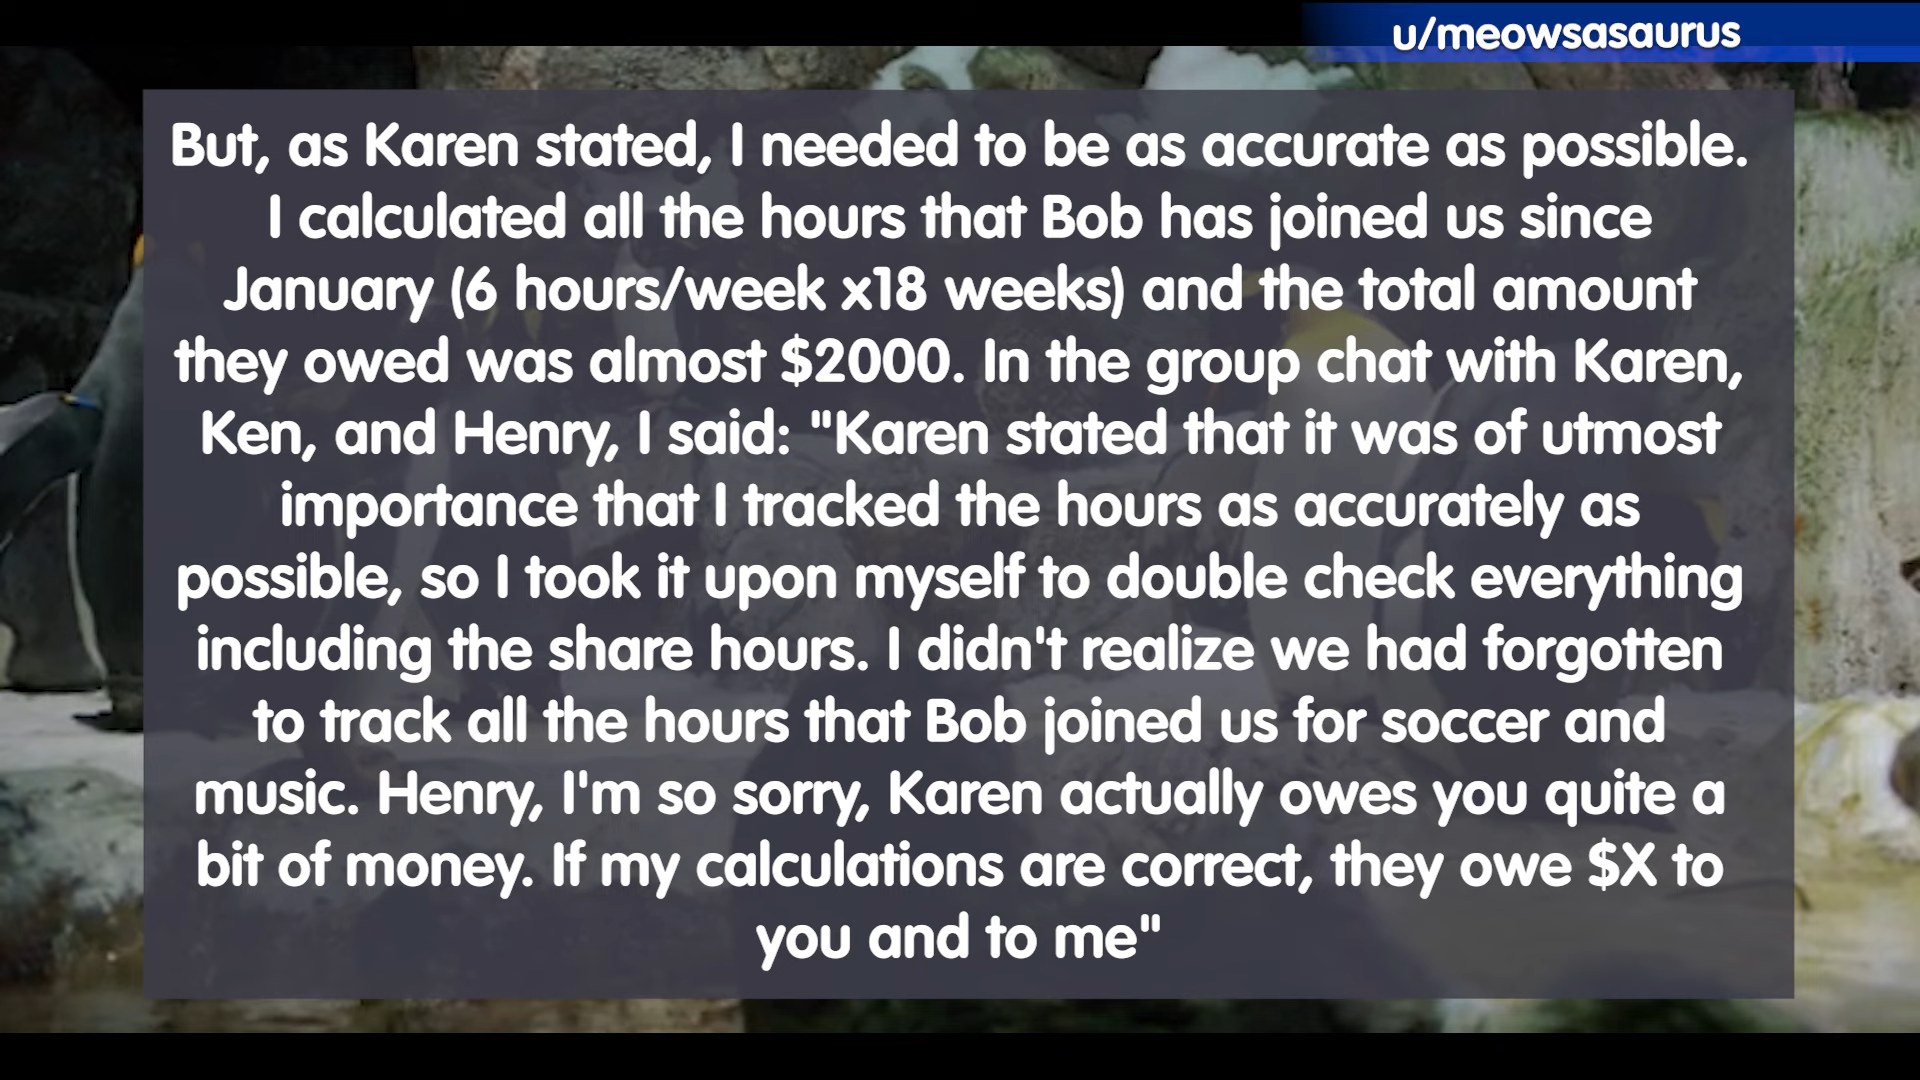 u/meowsasaurus
But, as Karen stated, I needed to be as accurate as possible.
I calculated all the hours that Bob has joined us since
January (6 hours/week x18 weeks) and the total amount
they owed was almost $2000. In the group chat with Karen,
Ken, and Henry, I said: "Karen stated that it was of utmost
importance that I tracked the hours as accurately as
possible, so I took it upon myself to double check everything
including the share hours. I didn't realize we had forgotten
to track all the hours that Bob joined us for soccer and
music. Henry, I'm so sorry, Karen actually owes you quite a
bit of money. If my calculations are correct, they owe $X to
you and to me"